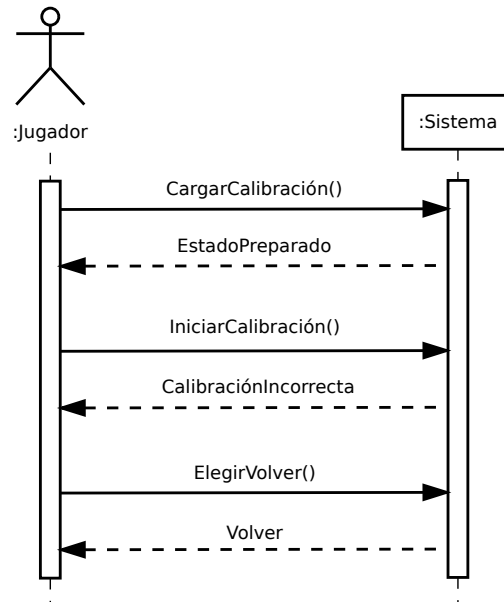 :Jugador
:Sistema
CargarCalibración()
EstadoPreparado
IniciarCalibración()
CalibraciónIncorrecta
ElegirVolver()
Volver